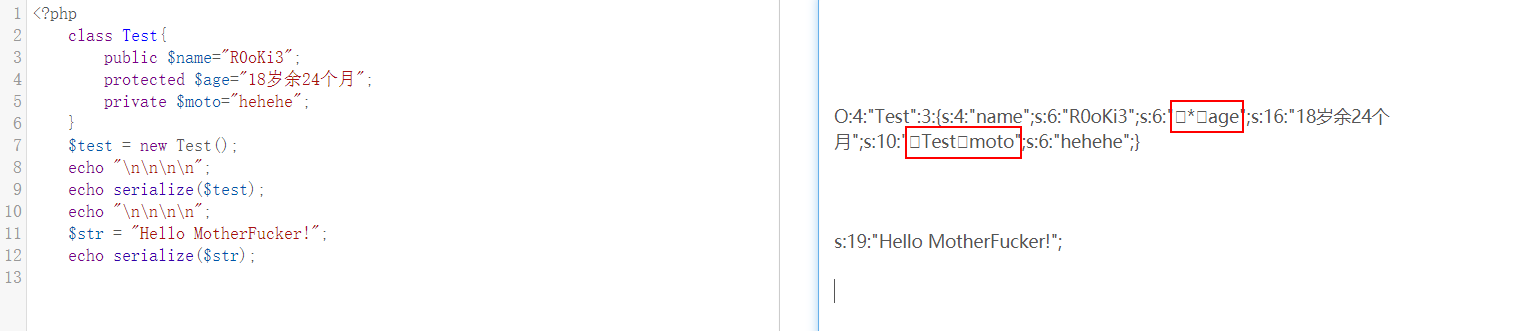 1 <?php
2 class Test{
3 public $name="R0oKi3";
4 protected $age="18岁余24个月";
5 private $moto="hehehe";
6 }
7 $test = new Test();
8 echo "\n\n\n\n";
9 echo serialize($test);
10 echo "\n\n\n\n";
11 $str = "Hello MotherFucker!";
12 echo serialize($str);
13
O:4:"Test":3:{s:4:"name";s:6:"R0oKi3";s:6:"□*□age";s:16:"18岁余24个
月";s:10:"□Test□moto";s:6:"hehehe";}
s:19:"Hello MotherFucker!";